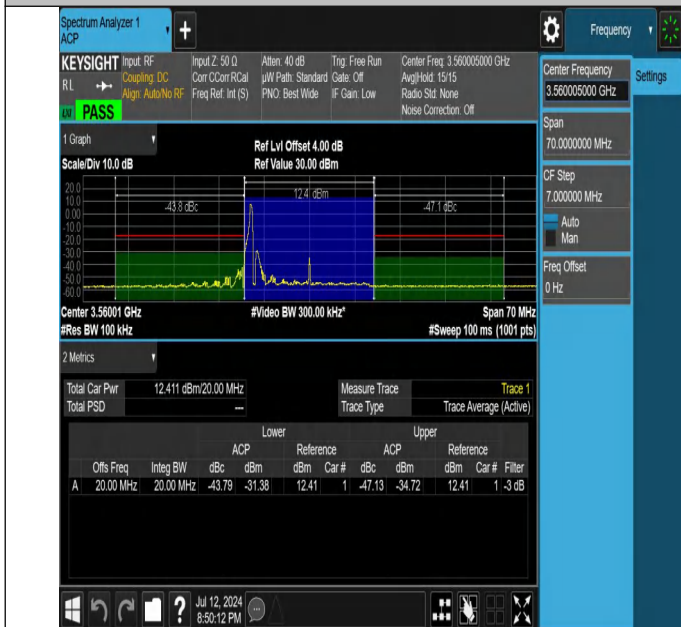 Spectrum Analyzer 1
ACP
Frequency
KEYSIGHT Input: RF Input Z: 50 Ω Atten: 40 dB Trig: Free Run Center Freq: 3.560005000 GHz
RL Coupling: DC Corr CCorr RCal µW Path: Standard Gate: Off Avg|Hold: 15/15
Align: Auto/No RF Freq Ref: Int (S) PNO: Best Wide IF Gain: Low Radio Std: None
PASS Noise Correction: Off
Center Frequency
3.560005000 GHz
Settings
Span
70.0000000 MHz
CF Step
7.000000 MHz
Auto
Man
Freq Offset
0 Hz
1 Graph
Ref Lvl Offset 4.00 dB
Scale/Div 10.0 dB Ref Value 30.00 dBm
20.0
10.0
0.00
-10.0
-20.0
-30.0
-40.0
-50.0
-60.0
-43.8 dBc 12.4 dBm -47.1 dBc
Center 3.56001 GHz #Video BW 300.00 kHz* Span 70 MHz
#Res BW 100 kHz #Sweep 100 ms (1001 pts)
2 Metrics
Total Car Pwr 12.411 dBm/20.00 MHz Measure Trace Trace 1
Total PSD --- Trace Type Trace Average (Active)
Lower Upper
ACP Reference ACP Reference
Offs Freq Integ BW dBc dBm dBm Car # dBc dBm dBm Car # Filter
A 20.00 MHz 20.00 MHz -43.79 -31.38 12.41 1 -47.13 -34.72 12.41 1 -3 dB
Jul 12, 2024
8:50:12 PM